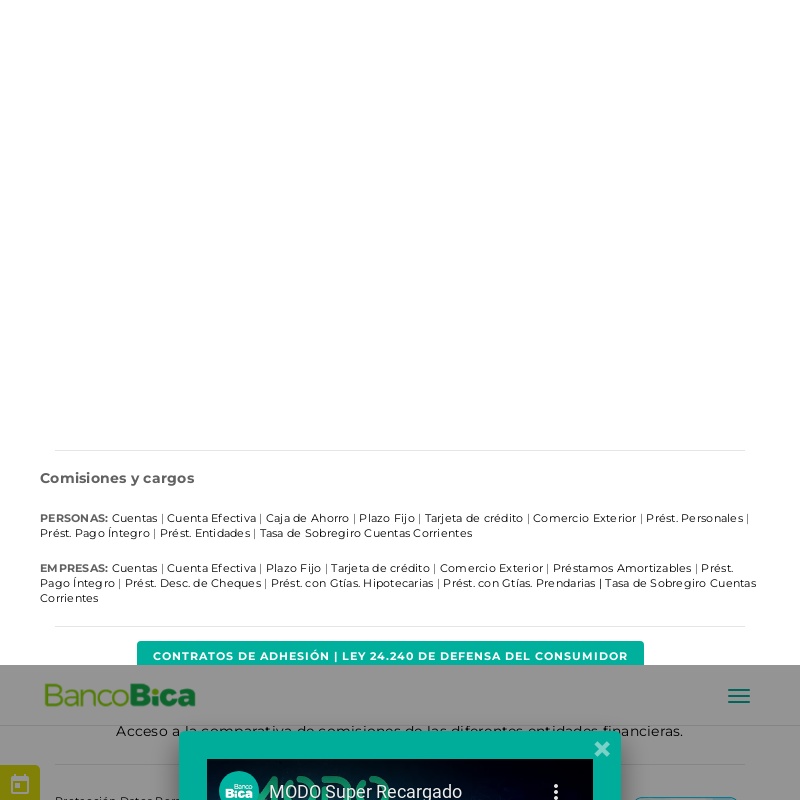 Comisiones y cargos
PERSONAS: Cuentas | Cuenta Efectiva | Caja de Ahorro | Plazo Fijo | Tarjeta de crédito | Comercio Exterior | Prést. Personales |
Prést. Pago Íntegro | Prést. Entidades | Tasa de Sobregiro Cuentas Corrientes
EMPRESAS: Cuentas | Cuenta Efectiva | Plazo Fijo | Tarjeta de crédito | Comercio Exterior | Préstamos Amortizables | Prést.
Pago Íntegro | Prést. Desc. de Cheques | Prést. con Gtías. Hipotecarias | Prést. con Gtías. Prendarias | Tasa de Sobregiro Cuentas
Corrientes
CONTRATOS DE ADHESIÓN | LEY 24.240 DE DEFENSA DEL CONSUMIDOR
BancoBica
Acceso a la comparativa de comisiones de las diferentes entidades financieras.
Banco
Bica
MODO Super Recargado